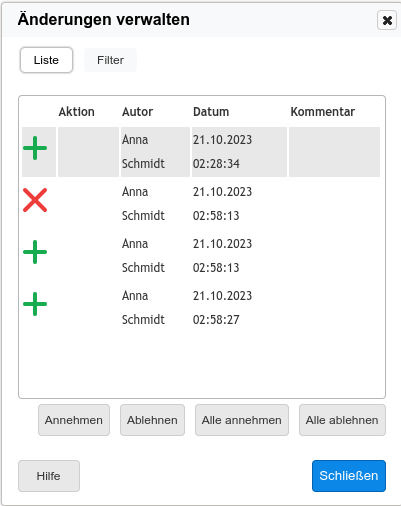 Änderungen verwalten
Liste Filter
Aktion Autor Datum Kommentar
Anna 21.10.2023
Schmidt 02:28:34
Anna 21.10.2023
Schmidt 02:58:13
Anna 21.10.2023
Schmidt 02:58:13
Anna 21.10.2023
Schmidt 02:58:27
Annehmen Ablehnen Alle annehmen Alle ablehnen
Hilfe Schließen